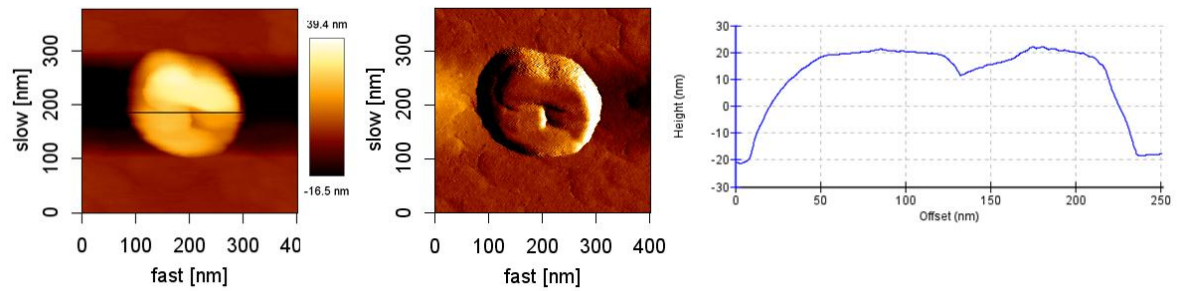 39.4 nm
-16.5 nm
slow [nm]
300
200
100
0
0 100 200 300 40
fast [nm]
slow [nm]
300
200
100
0
0 100 200 300 400
fast [nm]
Height (nm)
30
20
10
0
-10
-20
-30
0 50 100 150 200 250
Offset (nm)